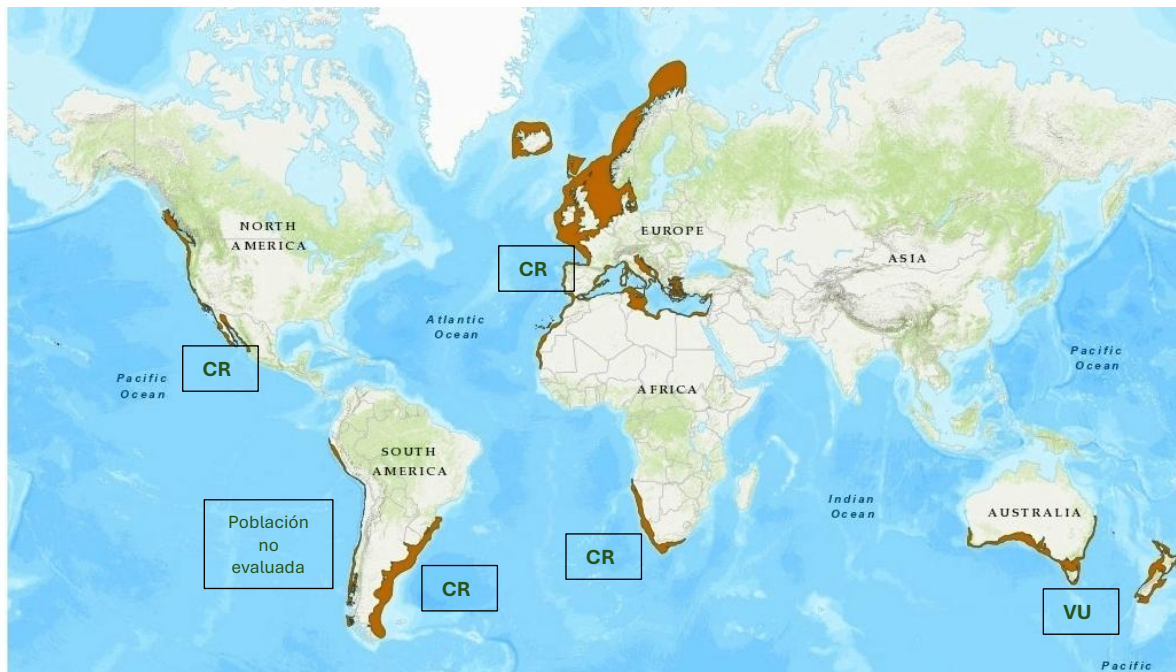 NORTH
AMERICA
EUROPE
ASIA
CR
Atlantic
Ocean
Pacific
Ocean
CR
Pacific
Ocean
AFRICA
SOUTH
AMERICA
Indian
Ocean
AUSTRALIA
Población
no
evaluada
CR
CR
VU
Pacific